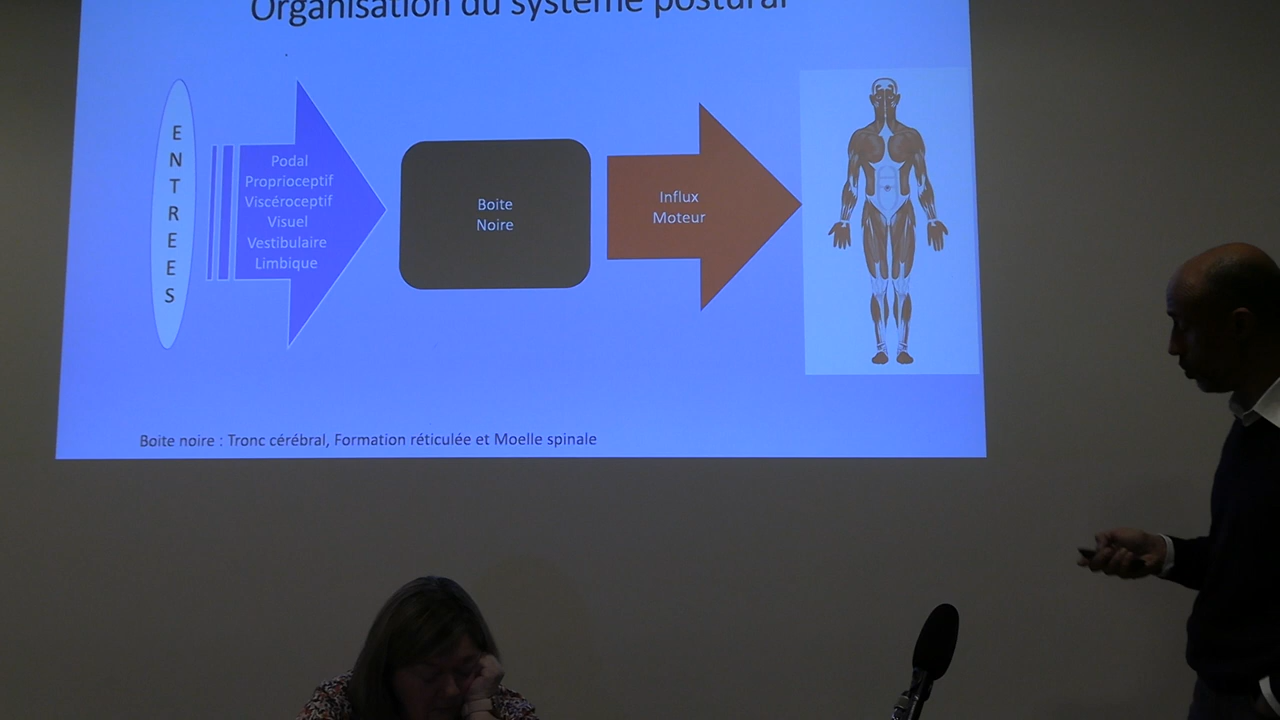 Organisation du système postural
ENTREES
Podal
Proprioceptif
Viscéroceptif
Visuel
Vestibulaire
Limbique
Boite
Noire
Influx
Moteur
Boite noire : Tronc cérébral, Formation réticulée et Moelle spinale